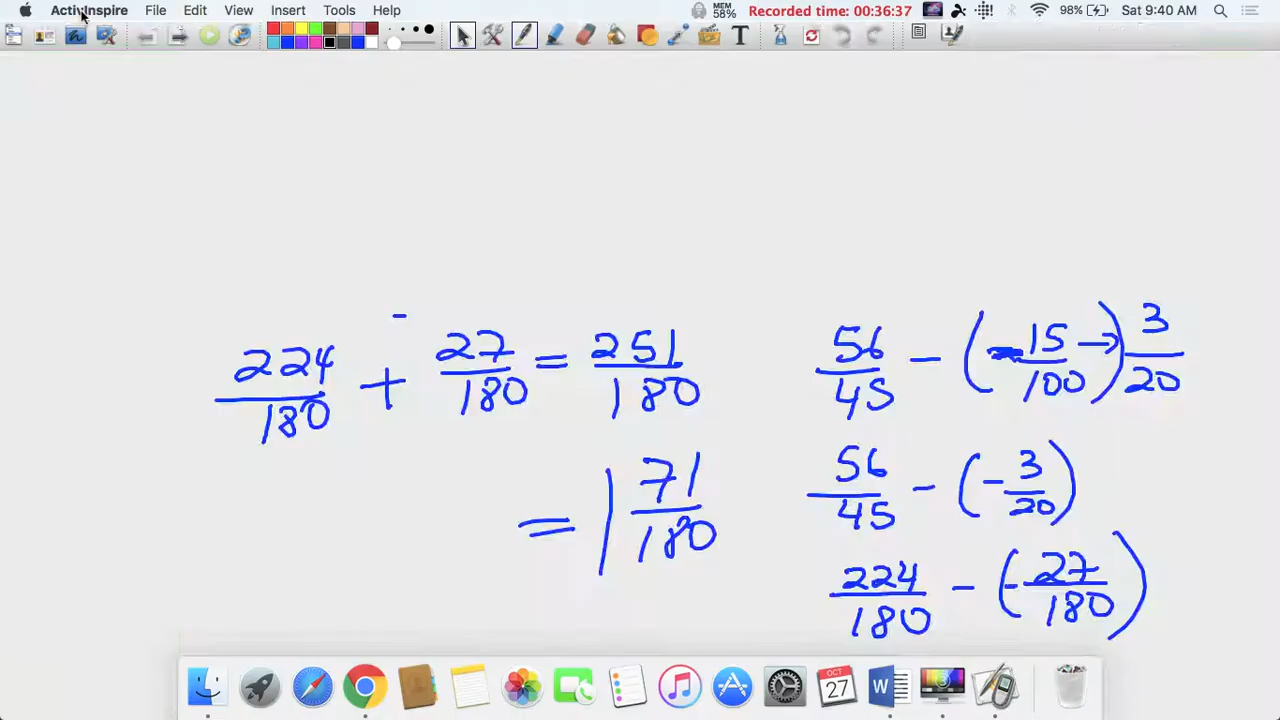 ActivInspire File Edit View Insert Tools Help MEM 58% Recorded time: 00:36:37 98% Sat 9:40 AM
T
224/180 + 27/180 = 251/180
= 1 71/180
56/45 - (-15/100 →) 3/20
56/45 - (-3/20)
224/180 - (-27/180)
OCT
27
W